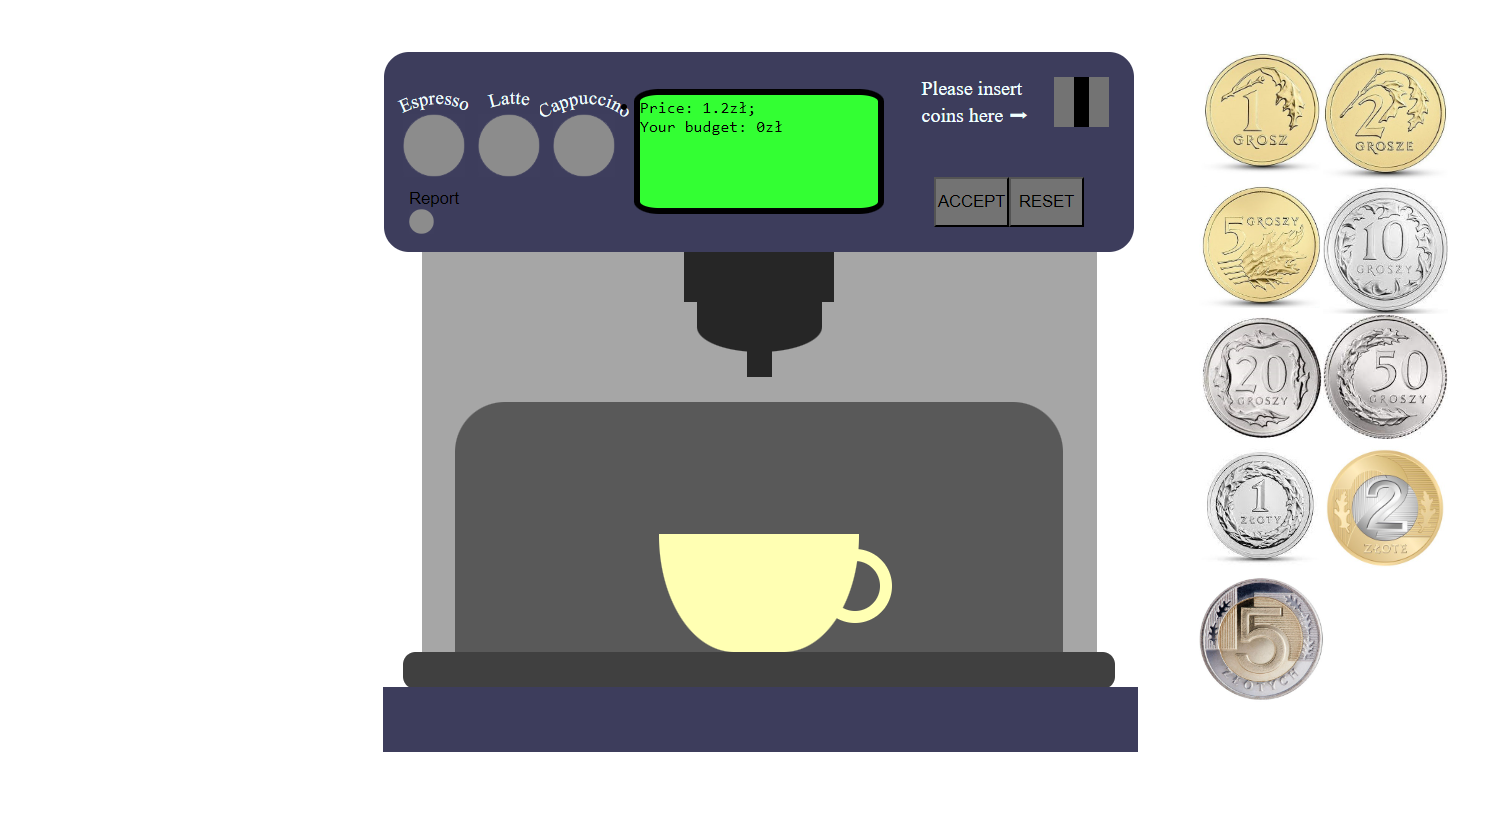 Espresso
Latte
Cappuccino
Price: 1.2zł;
Your budget: 0zł
Please insert
coins here ➞
Report
ACCEPT
RESET
1
GROSZ
2
GROSZE
5
GROSZY
10
GROSZY
20
GROSZY
50
GROSZY
1
ZŁOTY
2
ZŁOTE
5
ZŁOTYCH